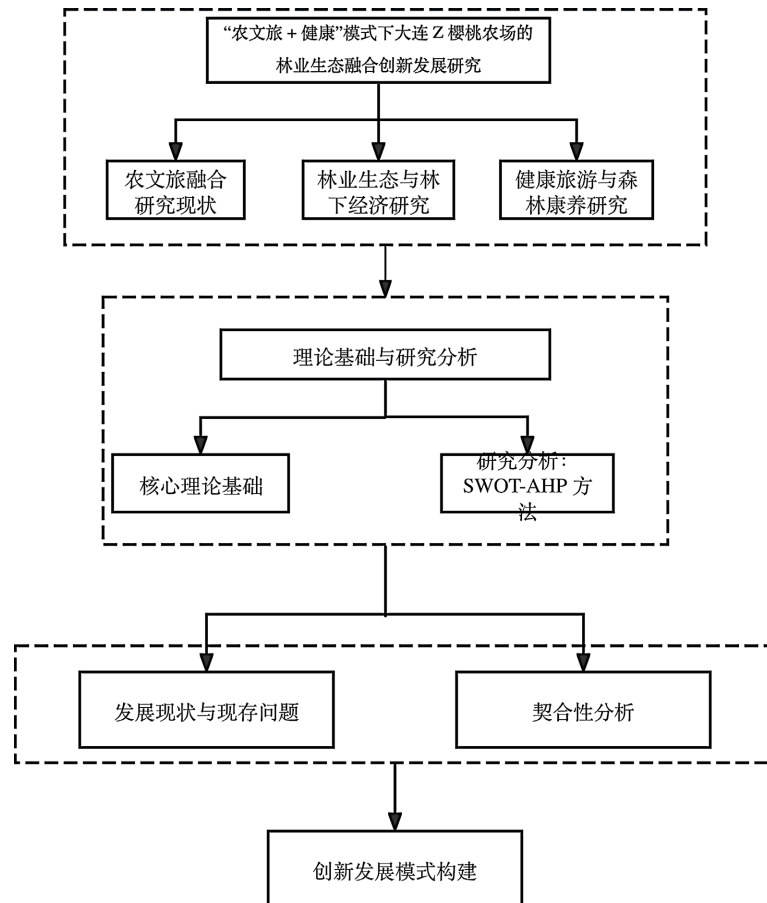 “农文旅 + 健康”模式下大连 Z 樱桃农场的
林业生态融合创新发展研究
农文旅融合
研究现状
林业生态与林
下经济研究
健康旅游与森
林康养研究
理论基础与研究分析
核心理论基础
研究分析：
SWOT-AHP 方
法
发展现状与现存问题
契合性分析
创新发展模式构建